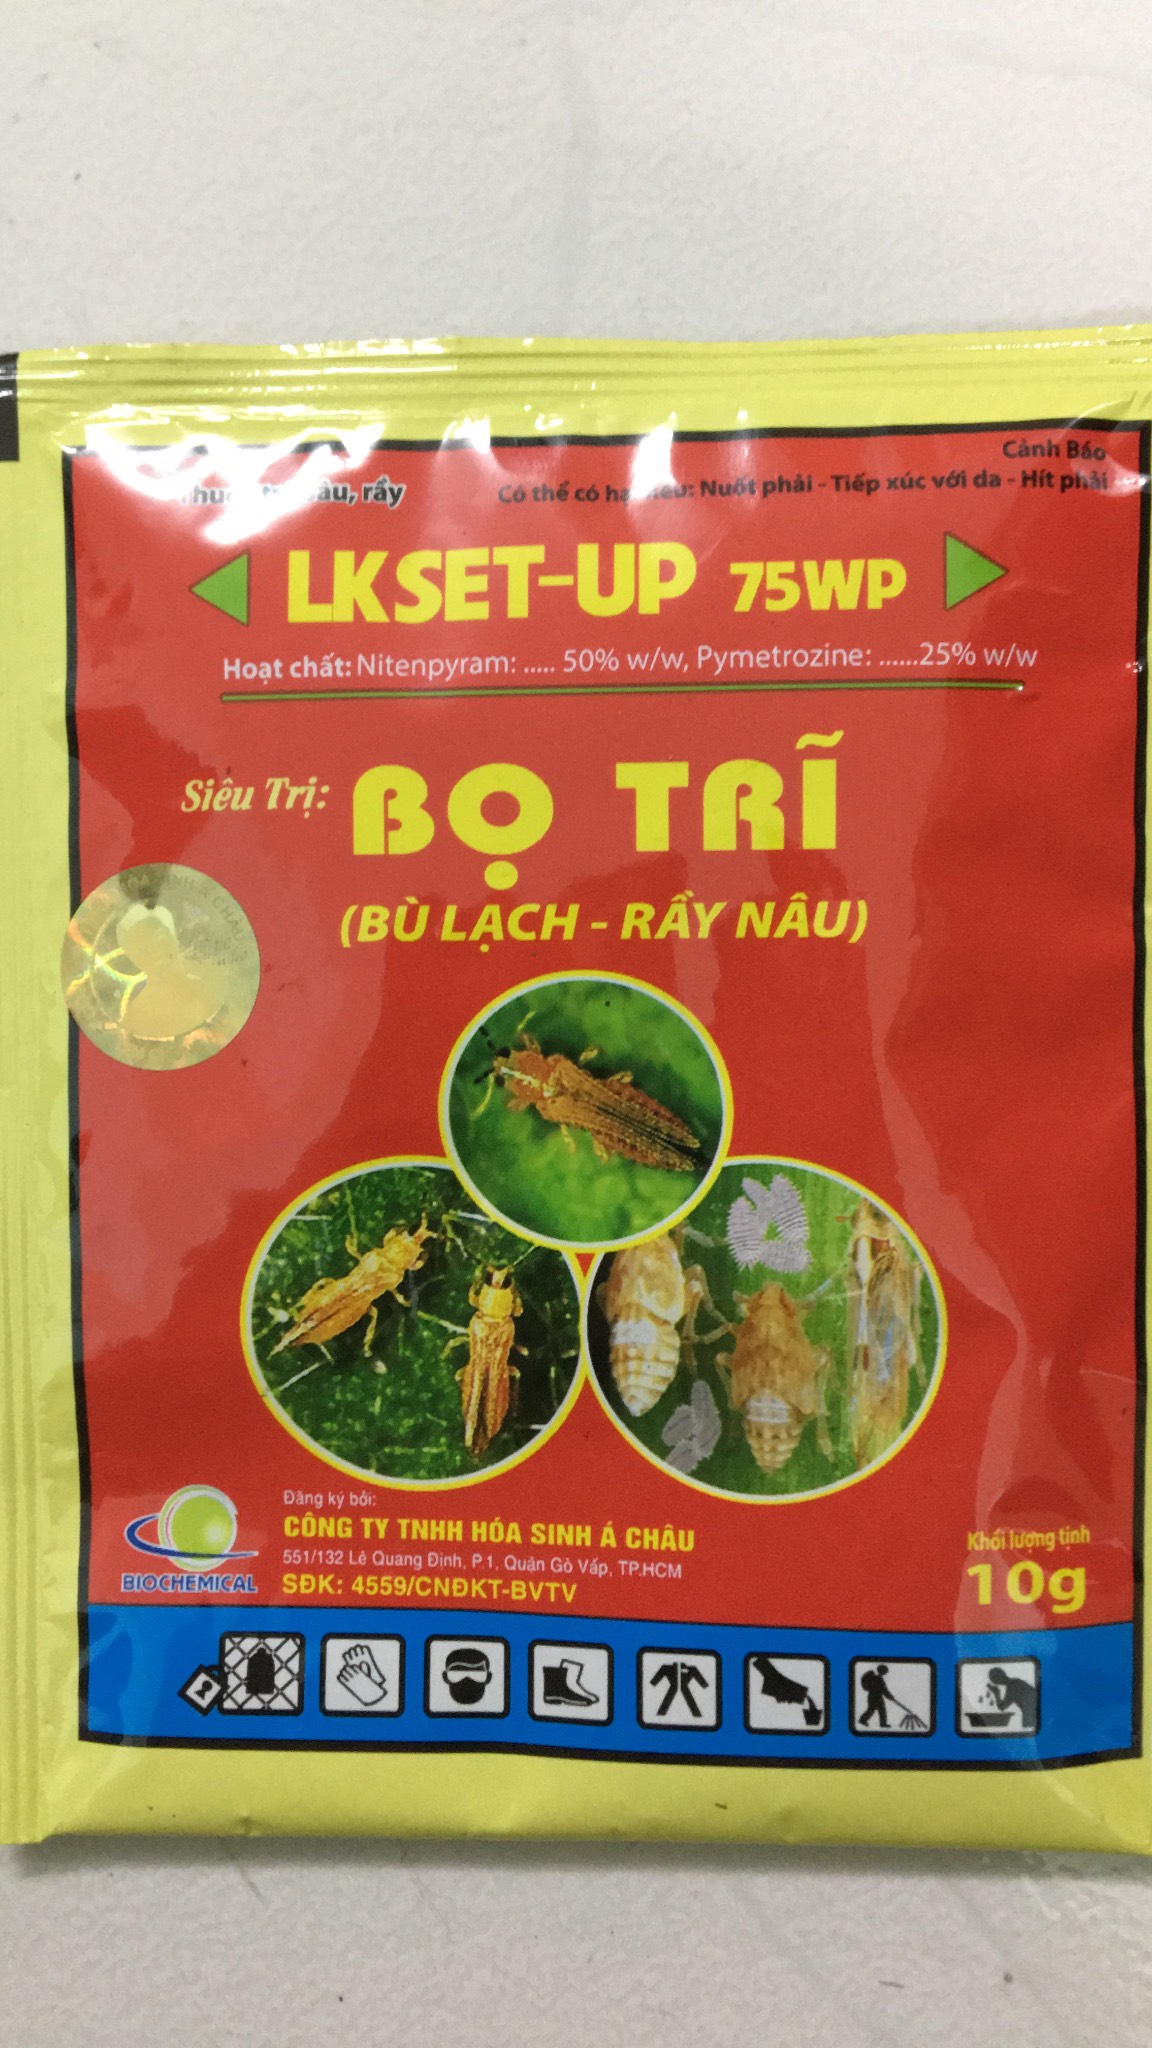 rầy
Cảnh Báo
Có thể có hại nếu: Nuốt phải - Tiếp xúc với da - Hít phải
LKSET-UP 75WP
Hoạt chất: Nitenpyram: ..... 50% w/w, Pymetrozine: ......25% w/w
Siêu Trị: BỌ TRĨ
(BÙ LẠCH - RẦY NÂU)
Đăng ký bởi:
CÔNG TY TNHH HÓA SINH Á CHÂU
551/132 Lê Quang Định, P.1, Quận Gò Vấp, TP.HCM
SĐK: 4559/CNĐKT-BVTV
BIOCHEMICAL
Khối lượng tịnh
10g